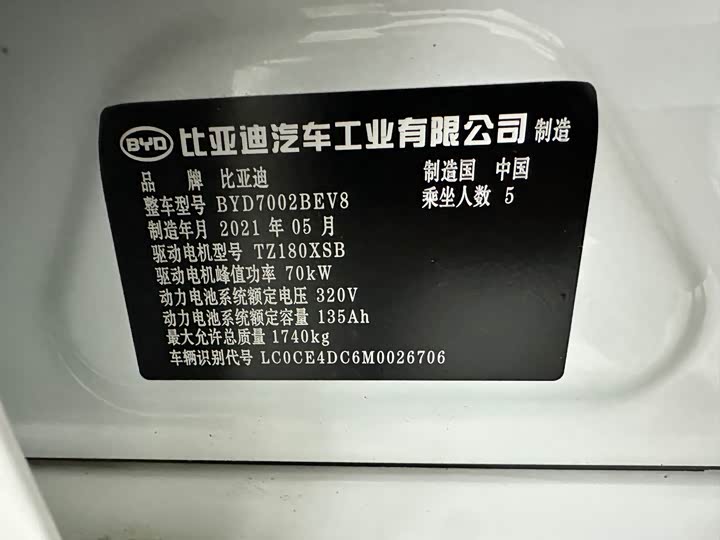 BYD 比亚迪汽车工业有限公司 制造
品 牌 比亚迪 制造国 中国
整车型号 BYD7002BEV8 乘坐人数 5
制造年月 2021 年 05 月
驱动电机型号 TZ180XSB
驱动电机峰值功率 70kW
动力电池系统额定电压 320V
动力电池系统额定容量 135Ah
最大允许总质量 1740kg
车辆识别代号 LC0CE4DC6M0026706